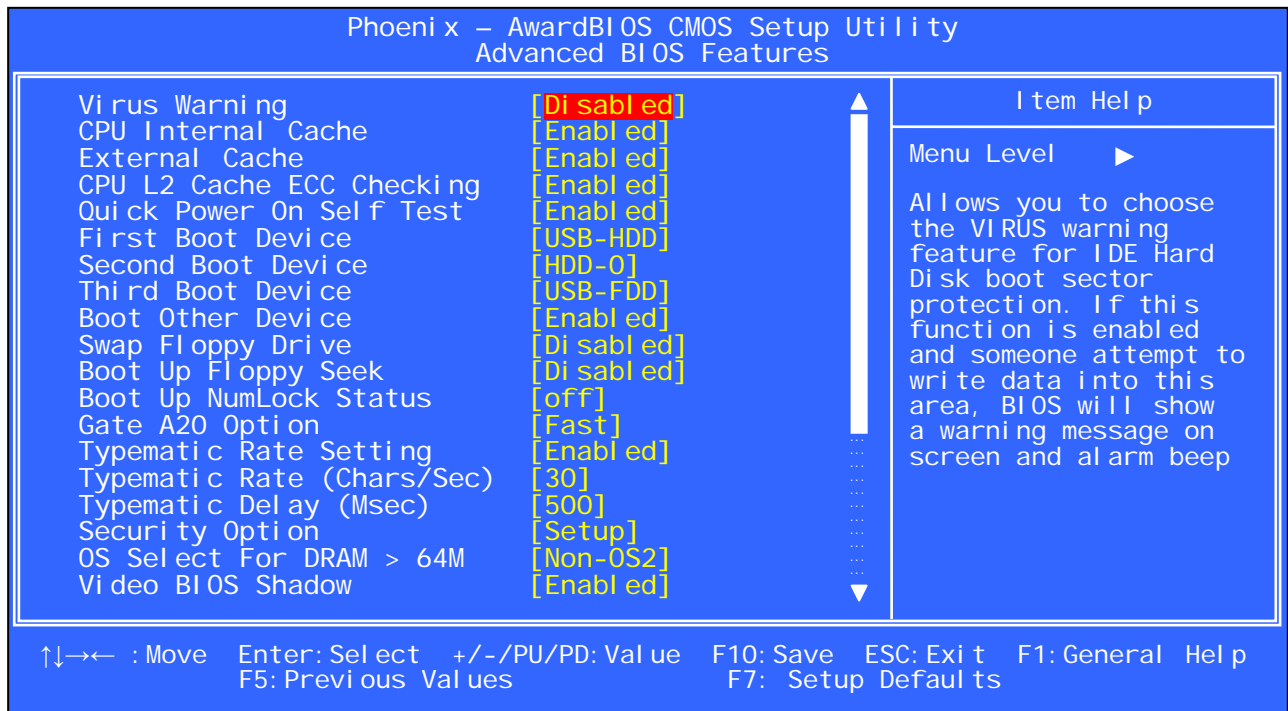 Phoenix – AwardBIOS CMOS Setup Utility
Advanced BIOS Features
Virus Warning [Disabled]
CPU Internal Cache [Enabled]
External Cache [Enabled]
CPU L2 Cache ECC Checking [Enabled]
Quick Power On Self Test [Enabled]
First Boot Device [USB-HDD]
Second Boot Device [HDD-0]
Third Boot Device [USB-FDD]
Boot Other Device [Enabled]
Swap Floppy Drive [Disabled]
Boot Up Floppy Seek [Disabled]
Boot Up NumLock Status [off]
Gate A20 Option [Fast]
Typematic Rate Setting [Enabled]
Typematic Rate (Chars/Sec) [30]
Typematic Delay (Msec) [500]
Security Option [Setup]
OS Select For DRAM > 64M [Non-OS2]
Video BIOS Shadow [Enabled]
Item Help
Menu Level ►
Allows you to choose
the VIRUS warning
feature for IDE Hard
Disk boot sector
protection. If this
function is enabled
and someone attempt to
write data into this
area, BIOS will show
a warning message on
screen and alarm beep
↑↓→← :Move Enter:Select +/-/PU/PD:Value F10:Save ESC:Exit F1:General Help
F5:Previous Values F7: Setup Defaults